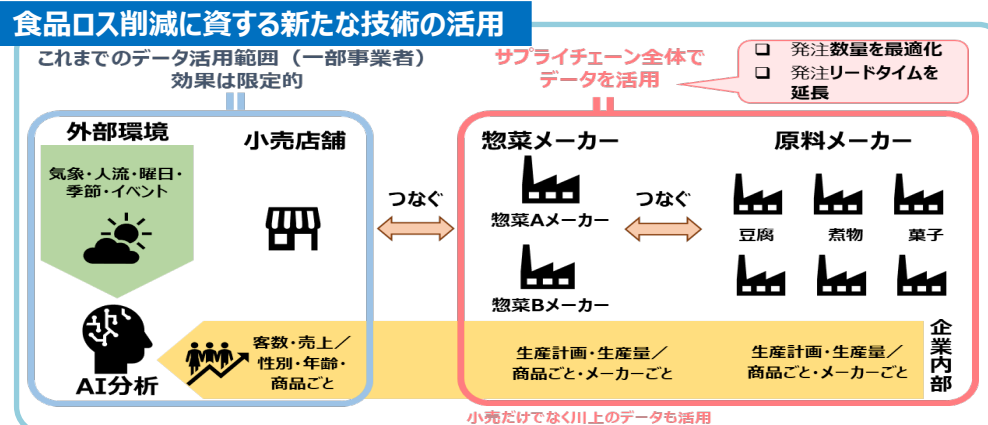 食品ロス削減に資する新たな技術の活用
これまでのデータ活用範囲（一部事業者）
効果は限定的
サプライチェーン全体で
データを活用
□ 発注数量を最適化
□ 発注リードタイムを
延長
外部環境
小売店舗
気象・人流・曜日・
季節・イベント
つなぐ
惣菜メーカー
惣菜Aメーカー
惣菜Bメーカー
つなぐ
原料メーカー
豆腐
煮物
菓子
AI分析
客数・売上／
性別・年齢・
商品ごと
生産計画・生産量／
商品ごと・メーカーごと
生産計画・生産量／
商品ごと・メーカーごと
企業内部
小売だけでなく川上のデータも活用